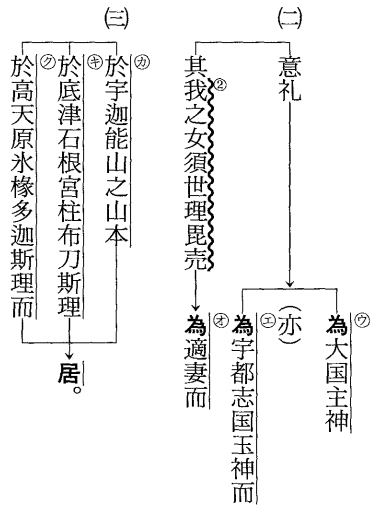 ㈡
意礼
㋒
為大国主神
(亦)
㋓
為宇都志国玉神而
②
其我之女須世理毘売
㋔
為適妻而
㈢
㋕
於宇迦能山之山本
㋖
於底津石根宮柱布刀斯理
㋗
於高天原氷椽多迦斯理而
居。